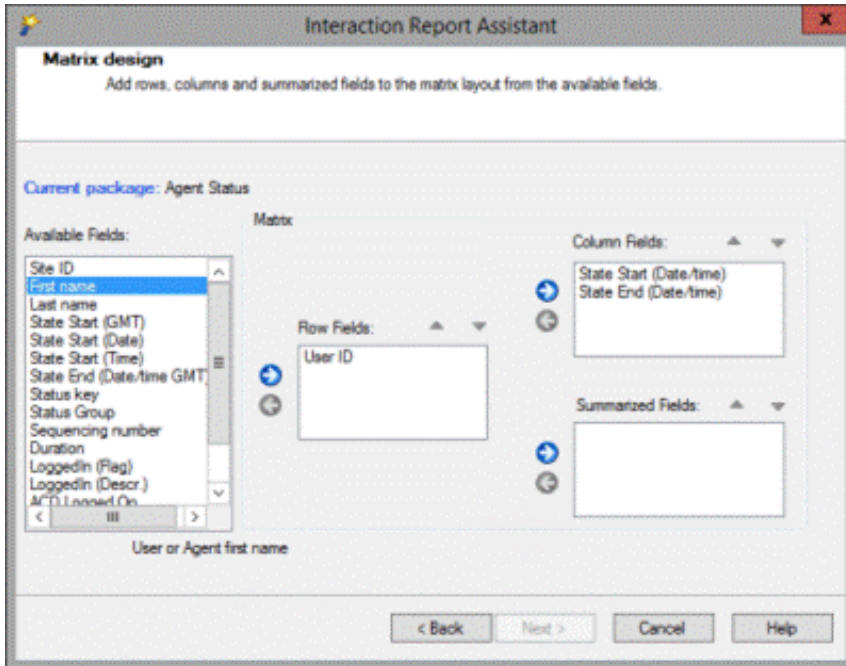 Interaction Report Assistant
x
Matrix design
Add rows, columns and summarized fields to the matrix layout from the available fields.
Current package: Agent Status
Available Fields:
Site ID
First name
Last name
State Start (GMT)
State Start (Date)
State Start (Time)
State End (Date/time GMT
Status key
Status Group
Sequencing number
Duration
LoggedIn (Flag)
LoggedIn (Descr.)
ACD Logged On
User or Agent first name
Matrix
Row Fields:
User ID
Column Fields:
State Start (Date/time)
State End (Date/time)
Summarized Fields:
< Back
Next >
Cancel
Help